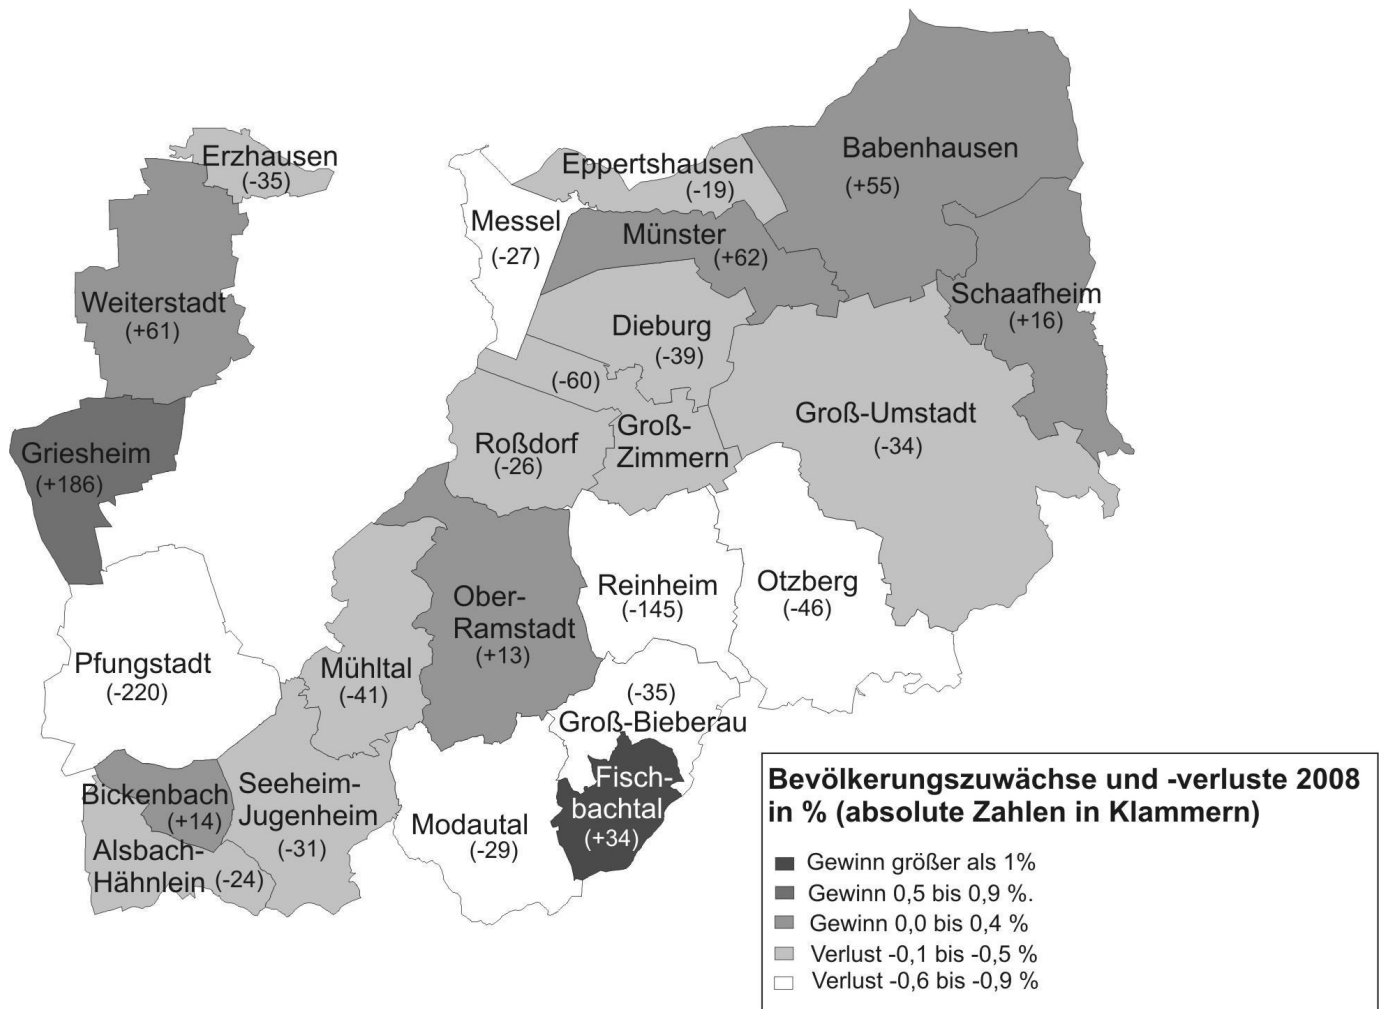 Erzhausen
(-35)
Eppertshausen
(-19)
Babenhausen
(+55)
Messel
(-27)
Münster
(+62)
Weiterstadt
(+61)
Schaafheim
(+16)
Dieburg
(-39)
(-60)
Groß-
Zimmern
Groß-Umstadt
(-34)
Roßdorf
(-26)
Griesheim
(+186)
Reinheim
(-145)
Otzberg
(-46)
Ober-
Ramstadt
(+13)
Pfungstadt
(-220)
Mühltal
(-41)
(-35)
Groß-Bieberau
Fisch-
bachtal
(+34)
Bickenbach
(+14)
Seeheim-
Jugenheim
(-31)
Modautal
(-29)
Alsbach-
Hähnlein (-24)
Bevölkerungszuwächse und -verluste 2008
in % (absolute Zahlen in Klammern)
Gewinn größer als 1%
Gewinn 0,5 bis 0,9 %.
Gewinn 0,0 bis 0,4 %
Verlust -0,1 bis -0,5 %
Verlust -0,6 bis -0,9 %